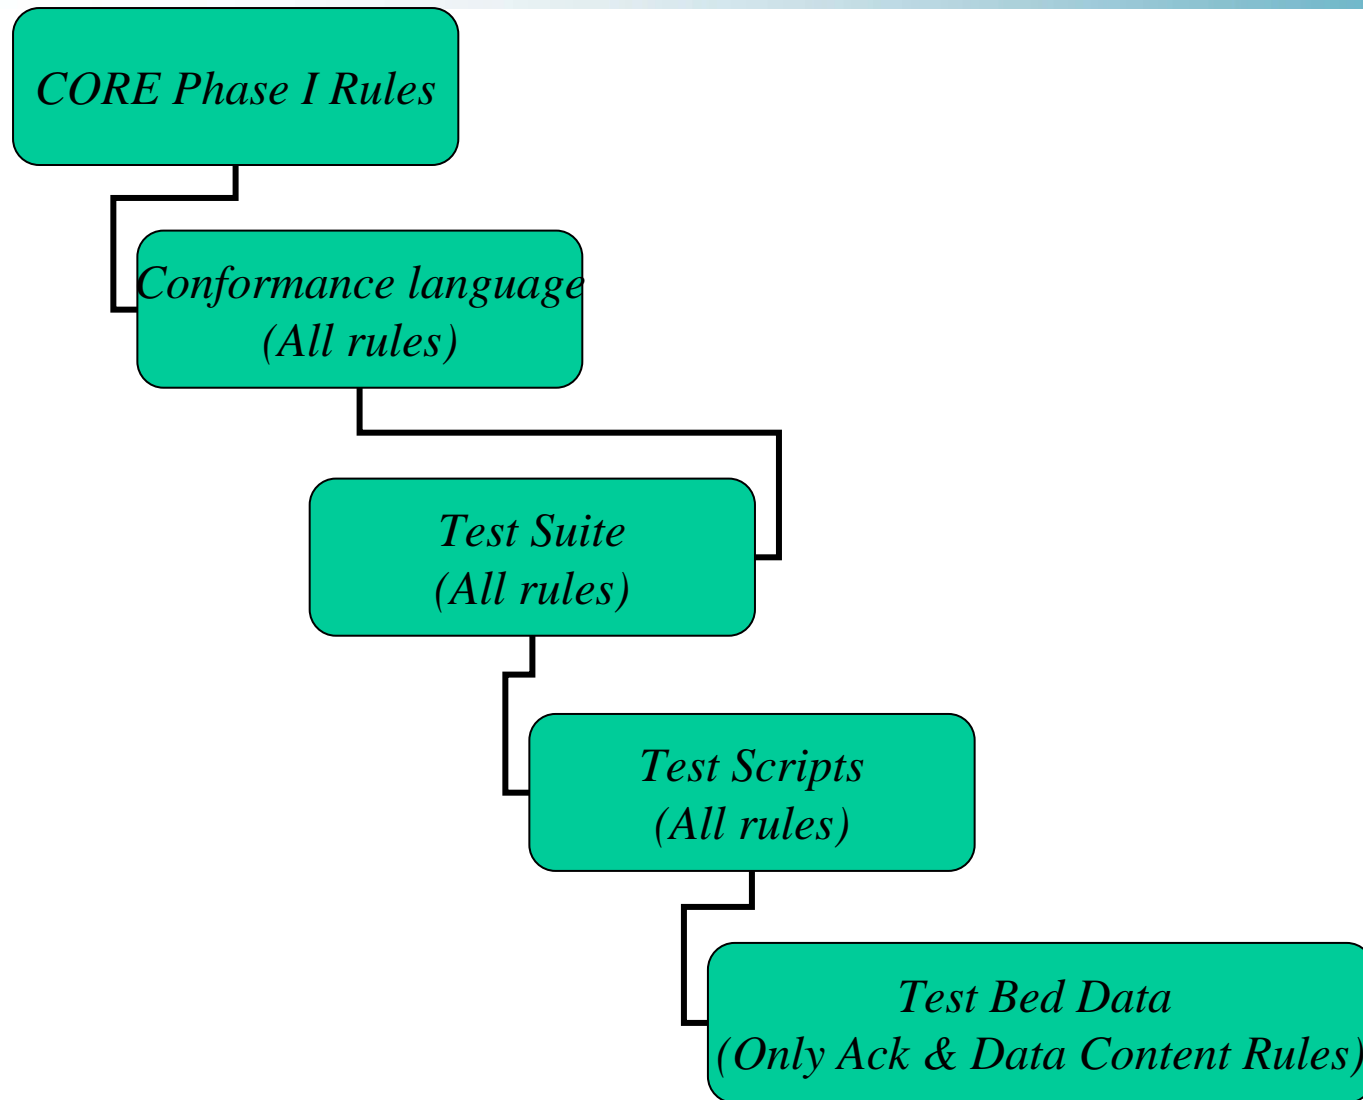 CORE Phase I Rules
Conformance language
(All rules)
Test Suite
(All rules)
Test Scripts
(All rules)
Test Bed Data
(Only Ack & Data Content Rules)